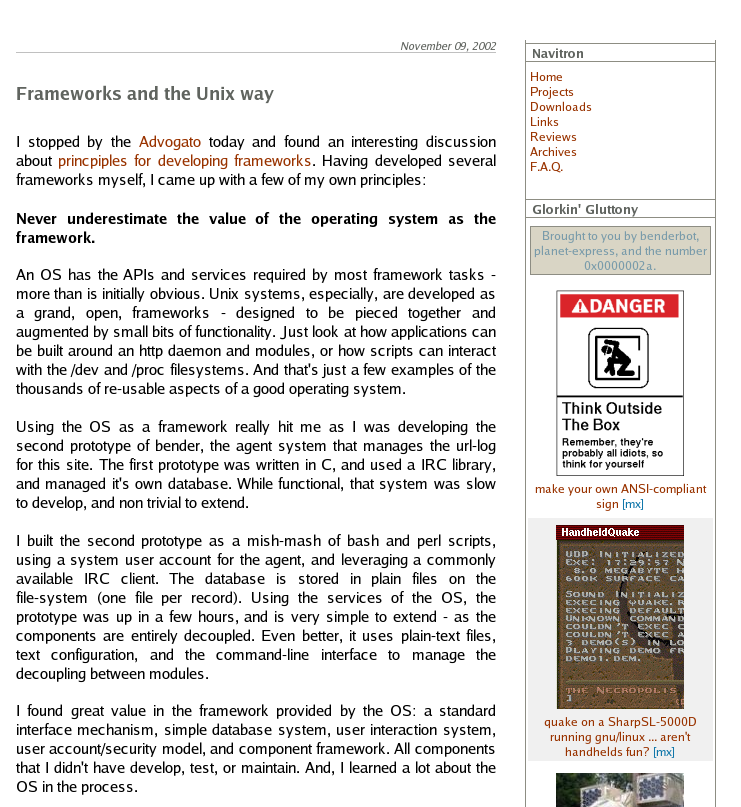 November 09, 2002
Frameworks and the Unix way
I stopped by the Advogato today and found an interesting discussion
about princpiples for developing frameworks. Having developed several
frameworks myself, I came up with a few of my own principles:
Never underestimate the value of the operating system as the
framework.
An OS has the APIs and services required by most framework tasks -
more than is initially obvious. Unix systems, especially, are developed as
a grand, open, frameworks - designed to be pieced together and
augmented by small bits of functionality. Just look at how applications can
be built around an http daemon and modules, or how scripts can interact
with the /dev and /proc filesystems. And that's just a few examples of the
thousands of re-usable aspects of a good operating system.
Using the OS as a framework really hit me as I was developing the
second prototype of bender, the agent system that manages the url-log
for this site. The first prototype was written in C, and used a IRC library,
and managed it's own database. While functional, that system was slow
to develop, and non trivial to extend.
I built the second prototype as a mish-mash of bash and perl scripts,
using a system user account for the agent, and leveraging a commonly
available IRC client. The database is stored in plain files on the
file-system (one file per record). Using the services of the OS, the
prototype was up in a few hours, and is very simple to extend - as the
components are entirely decoupled. Even better, it uses plain-text files,
text configuration, and the command-line interface to manage the
decoupling between modules.
I found great value in the framework provided by the OS: a standard
interface mechanism, simple database system, user interaction system,
user account/security model, and component framework. All components
that I didn't have develop, test, or maintain. And, I learned a lot about the
OS in the process.
Navitron
Home
Projects
Downloads
Links
Reviews
Archives
F.A.Q.
Glorkin' Gluttony
Brought to you by benderbot,
planet-express, and the number
0x0000002a.
DANGER
Think Outside
The Box
Remember, they're
probably all idiots, so
think for yourself
make your own ANSI-compliant
sign [mx]
HandheldQuake
UDP Initialized
Exe: 17:29:57 N
8.0 megabyte h
600k surface ca
Sound Initializ
execing quake.r
execing default
Unknown command
couldn't exec c
couldn't exec a
3 demo(s) in lo
Playing demo fr
demo1.dem.
the Necropolis
]
quake on a SharpSL-5000D
running gnu/linux ... aren't
handhelds fun? [mx]